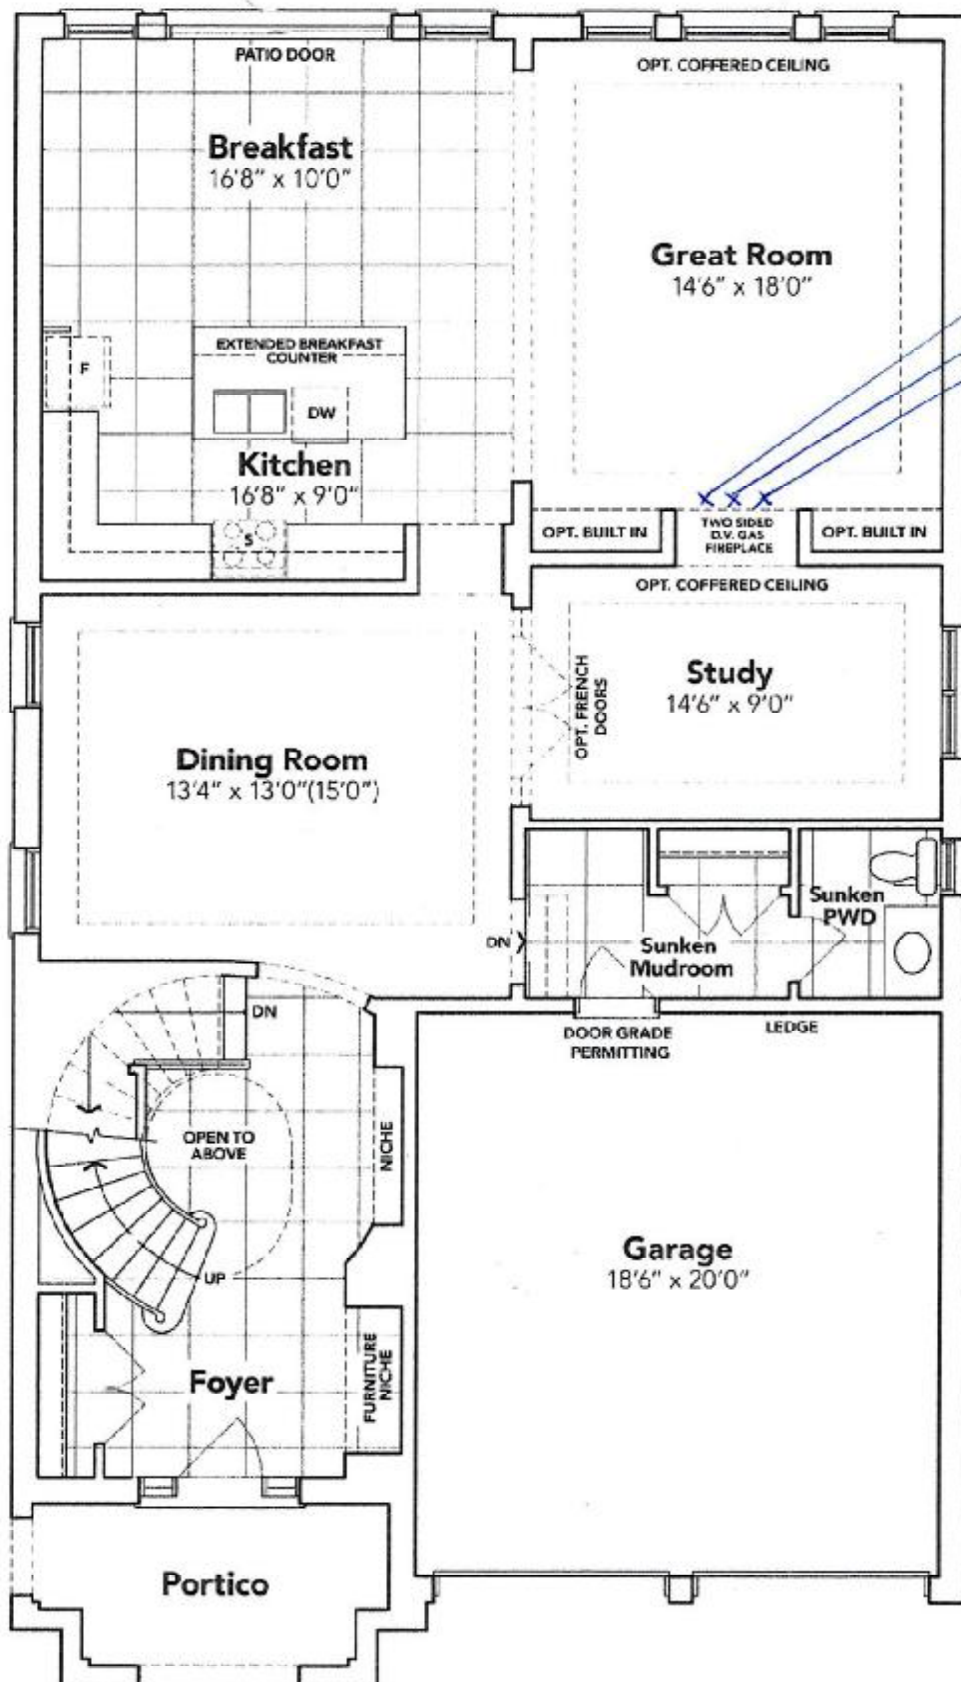 PATIO DOOR
OPT. COFFERED CEILING
Breakfast
16'8" x 10'0"
Great Room
14'6" x 18'0"
EXTENDED BREAKFAST
COUNTER
F
DW
Kitchen
16'8" x 9'0"
S
OPT. BUILT IN
TWO SIDED
D.V. GAS
FIREPLACE
OPT. BUILT IN
OPT. COFFERED CEILING
OPT. FRENCH
DOORS
Study
14'6" x 9'0"
Dining Room
13'4" x 13'0"(15'0")
DN
Sunken
Mudroom
Sunken
PWD
DN
DOOR GRADE
PERMITTING
LEDGE
OPEN TO
ABOVE
NICHE
UP
Garage
18'6" x 20'0"
Foyer
FURNITURE
NICHE
Portico